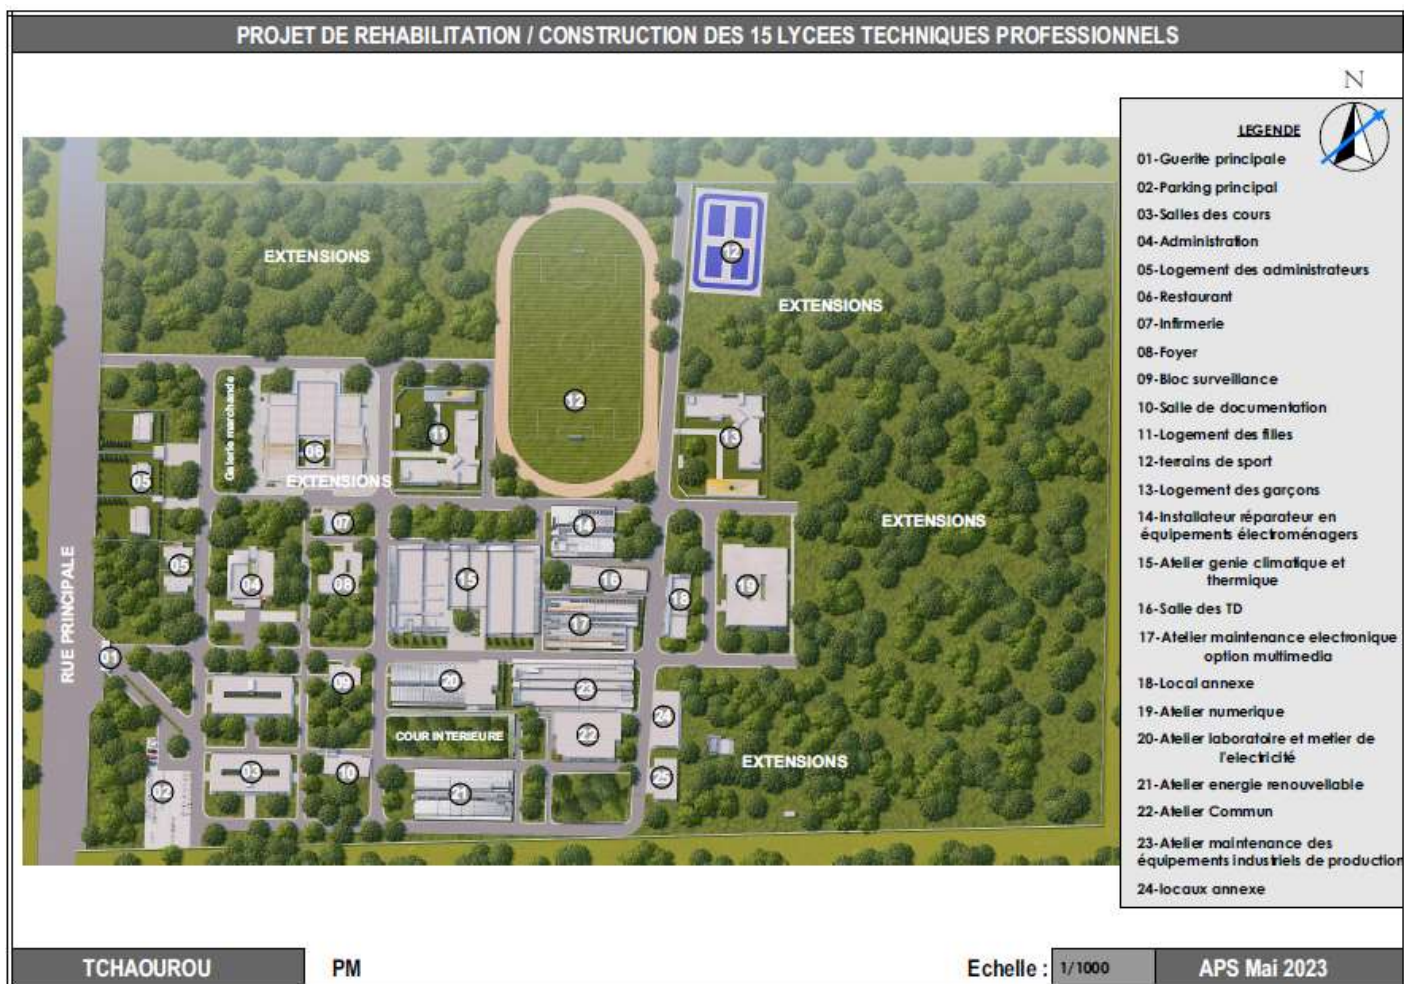 PROJET DE REHABILITATION / CONSTRUCTION DES 15 LYCEES TECHNIQUES PROFESSIONNELS
N
LEGENDE
01-Guerite principale
02-Parking principal
03-Salles des cours
04-Administration
05-Logement des administrateurs
06-Restaurant
07-Infirmerie
08-Foyer
09-Bloc surveillance
10-Salle de documentation
11-Logement des filles
12-terrains de sport
13-Logement des garçons
14-Installateur réparateur en
équipements électroménagers
15-Atelier genie climatique et
thermique
16-Salle des TD
17-Atelier maintenance electronique
option multimedia
18-Local annexe
19-Atelier numerique
20-Atelier laboratoire et metier de
l'electricité
21-Atelier energie renouvellable
22-Atelier Commun
23-Atelier maintenance des
équipements industriels de production
24-locaux annexe
EXTENSIONS
12
EXTENSIONS
12
Galerie marchande
06
11
13
EXTENSIONS
05
07
14
EXTENSIONS
05
04
08
15
16
18
19
17
RUE PRINCIPALE
01
09
20
23
24
COUR INTERIEURE
22
EXTENSIONS
02
03
10
21
25
TCHAOUROU
PM
Echelle :
1/1000
APS Mai 2023